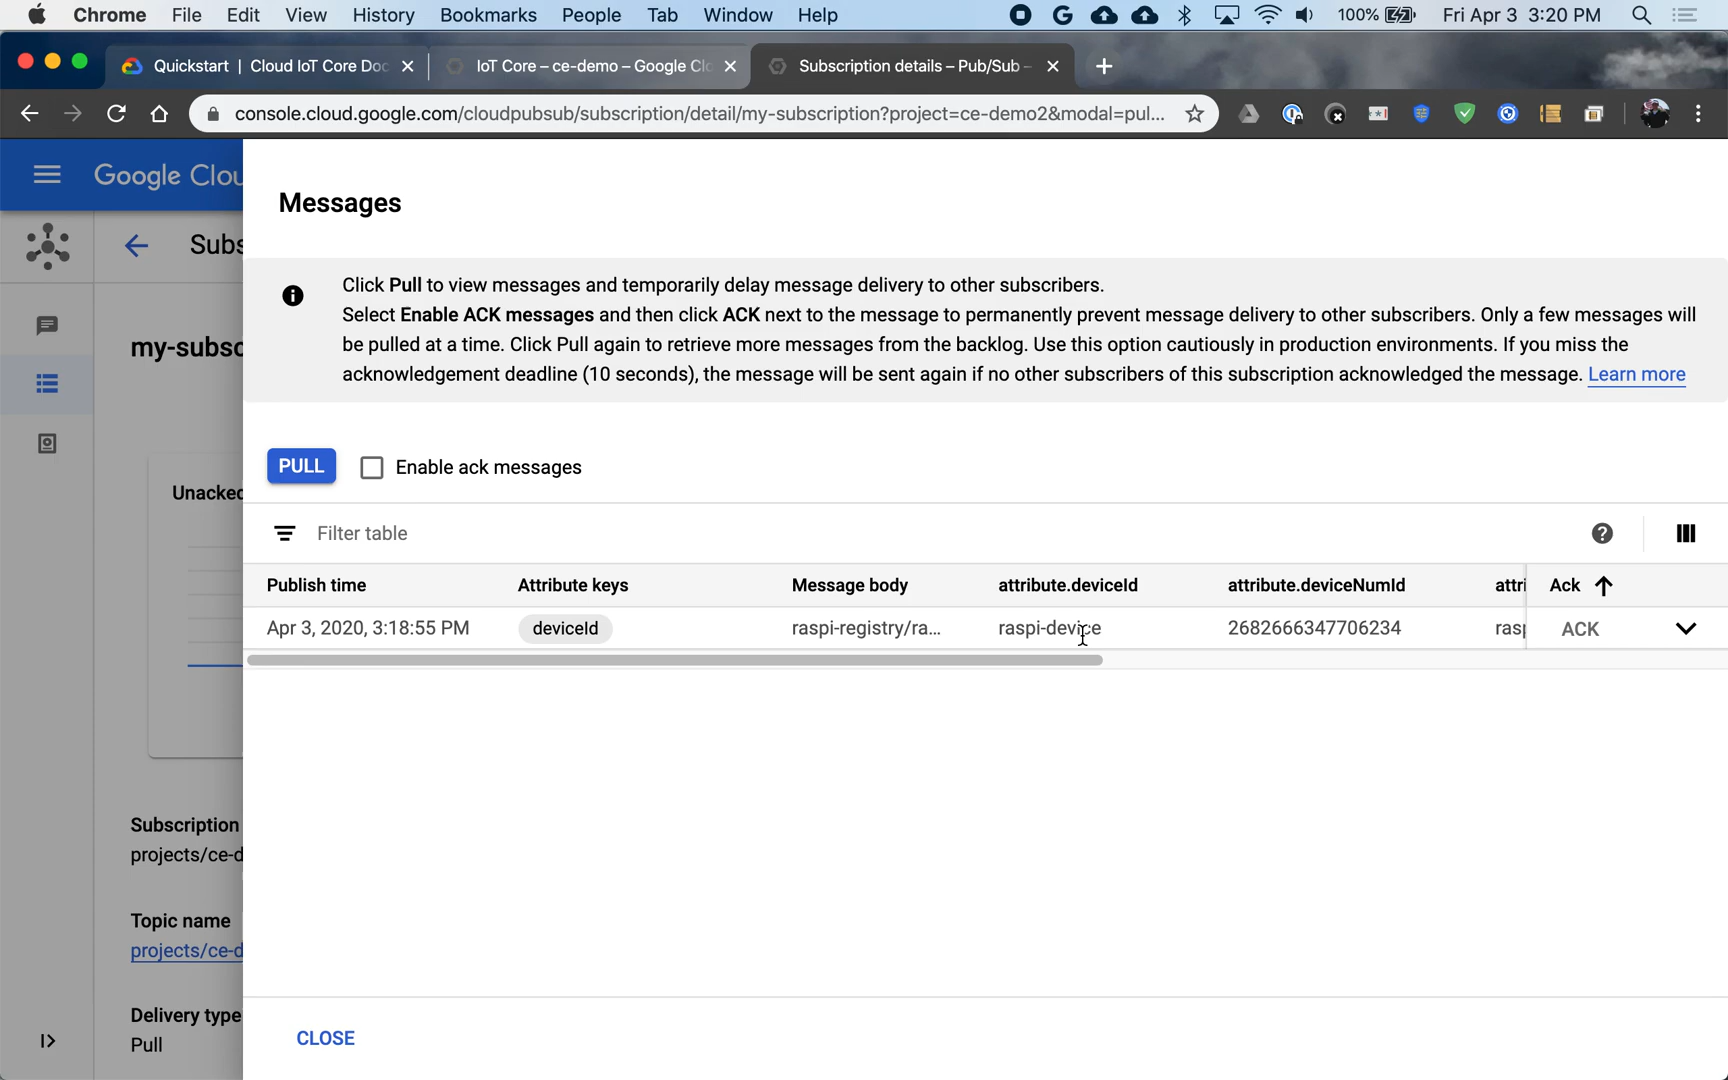 Chrome File Edit View History Bookmarks People Tab Window Help 100% Fri Apr 3 3:20 PM
Quickstart | Cloud IoT Core Doc
IoT Core – ce-demo – Google Clo
Subscription details – Pub/Sub –
console.cloud.google.com/cloudpubsub/subscription/detail/my-subscription?project=ce-demo2&modal=pul...
Google Clou
Subs
Messages
Click Pull to view messages and temporarily delay message delivery to other subscribers.
Select Enable ACK messages and then click ACK next to the message to permanently prevent message delivery to other subscribers. Only a few messages will
be pulled at a time. Click Pull again to retrieve more messages from the backlog. Use this option cautiously in production environments. If you miss the
acknowledgement deadline (10 seconds), the message will be sent again if no other subscribers of this subscription acknowledged the message. Learn more
my-subsc
PULL Enable ack messages
Unacked
Filter table
Publish time Attribute keys Message body attribute.deviceId attribute.deviceNumId attri Ack
Apr 3, 2020, 3:18:55 PM deviceId raspi-registry/ra... raspi-device 2682666347706234 rasp ACK
Subscription
projects/ce-d
Topic name
projects/ce-d
Delivery type
Pull
CLOSE